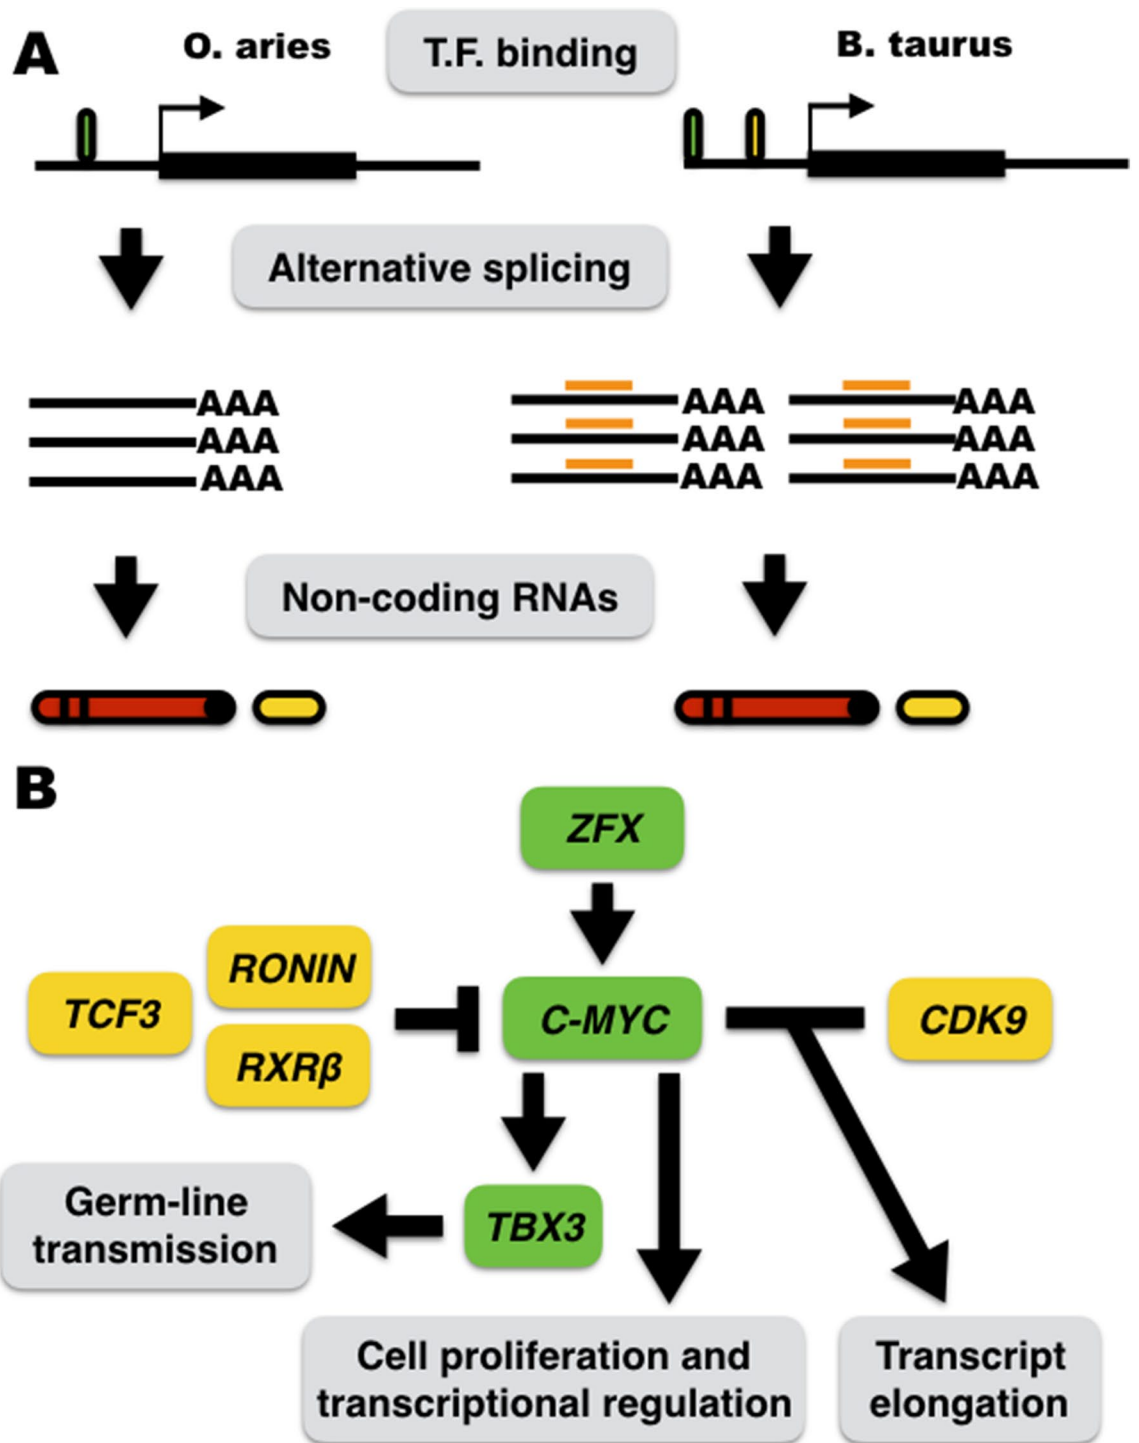 A
O. aries
T.F. binding
B. taurus
Alternative splicing
AAA
AAA
AAA
AAA AAA
AAA AAA
AAA AAA
Non-coding RNAs
B
ZFX
RONIN
TCF3
RXRβ
C-MYC
CDK9
Germ-line
transmission
TBX3
Cell proliferation and
transcriptional regulation
Transcript
elongation